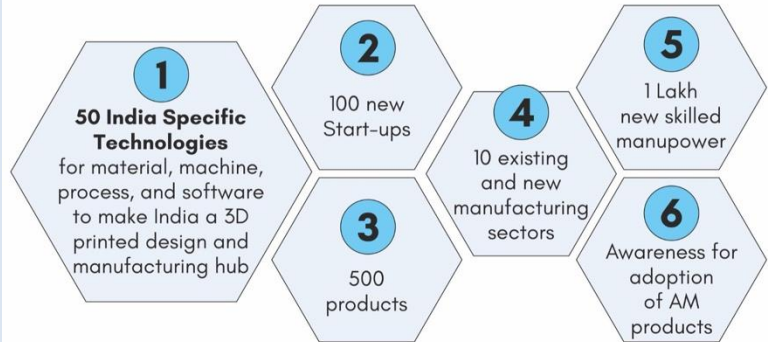 1
50 India Specific
Technologies
for material, machine,
process, and software
to make India a 3D
printed design and
manufacturing hub
2
100 new
Start-ups
3
500
products
4
10 existing
and new
manufacturing
sectors
5
1 Lakh
new skilled
manupower
6
Awareness for
adoption
of AM
products